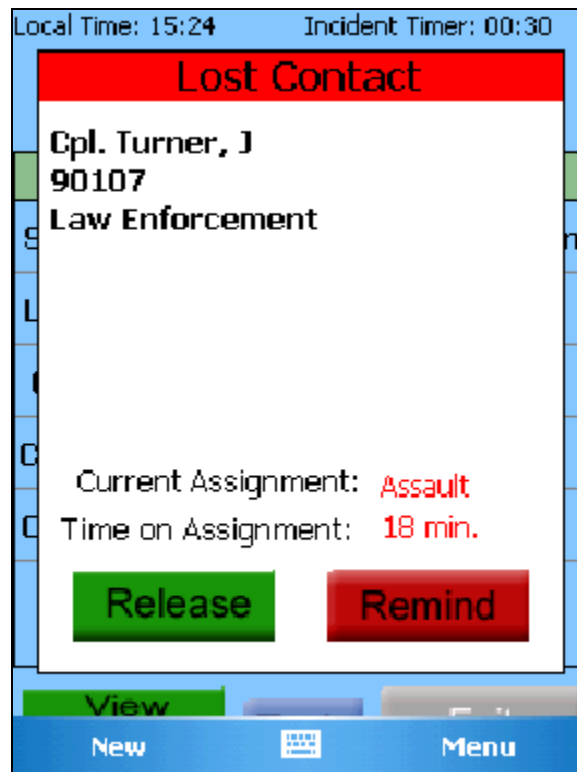 Local Time: 15:24 Incident Timer: 00:30
Lost Contact
Cpl. Turner, J
90107
Law Enforcement
Current Assignment: Assault
Time on Assignment: 18 min.
Release Remind
View
New Menu